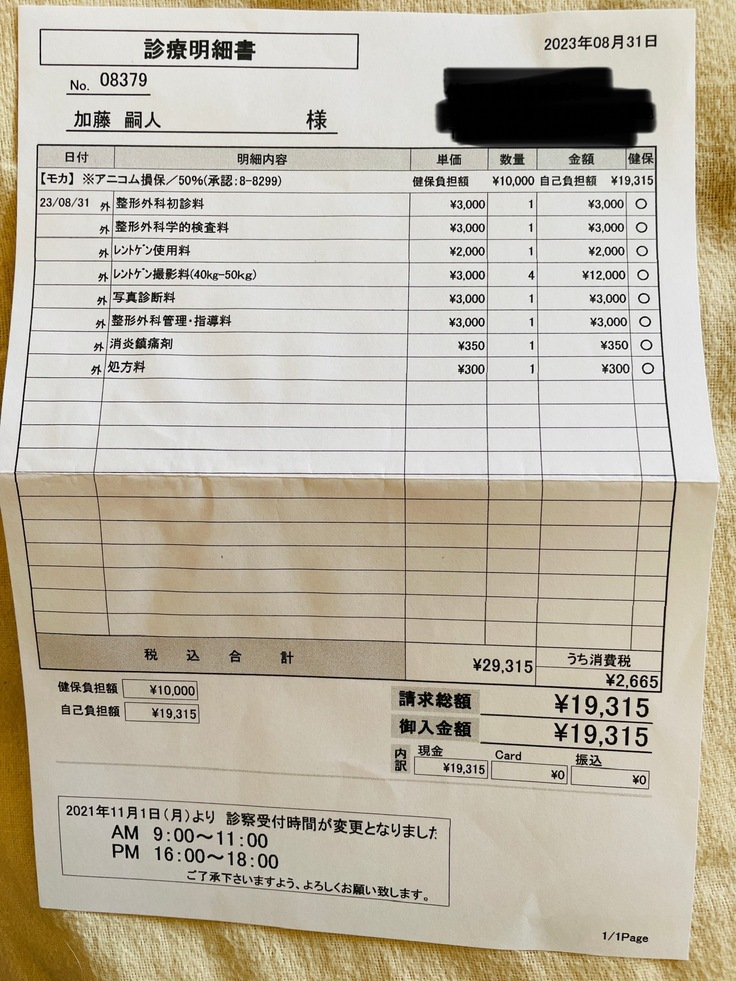 診療明細書
2023年08月31日
No. 08379
加藤 嗣人 様
日付 明細内容 単価 数量 金額 健保
【モカ】 ※アニコム損保/50%(承認:8-8299) 健保負担額 ¥10,000 自己負担額 ¥19,315
23/08/31 外 整形外科初診料 ¥3,000 1 ¥3,000 〇
外 整形外科学的検査料 ¥3,000 1 ¥3,000 〇
外 レントゲン使用料 ¥2,000 1 ¥2,000 〇
外 レントゲン撮影料(40kg-50kg) ¥3,000 4 ¥12,000 〇
外 写真診断料 ¥3,000 1 ¥3,000 〇
外 整形外科管理・指導料 ¥3,000 1 ¥3,000 〇
外 消炎鎮痛剤 ¥350 1 ¥350 〇
外 処方料 ¥300 1 ¥300 〇
税込合計 ¥29,315 うち消費税
¥2,665
健保負担額 ¥10,000
自己負担額 ¥19,315
請求総額 ¥19,315
御入金額 ¥19,315
内訳 現金 Card 振込
¥19,315 ¥0 ¥0
2021年11月1日(月)より 診察受付時間が変更となりました
AM 9:00〜11:00
PM 16:00〜18:00
ご了承下さいますよう、よろしくお願い致します。
1/1Page